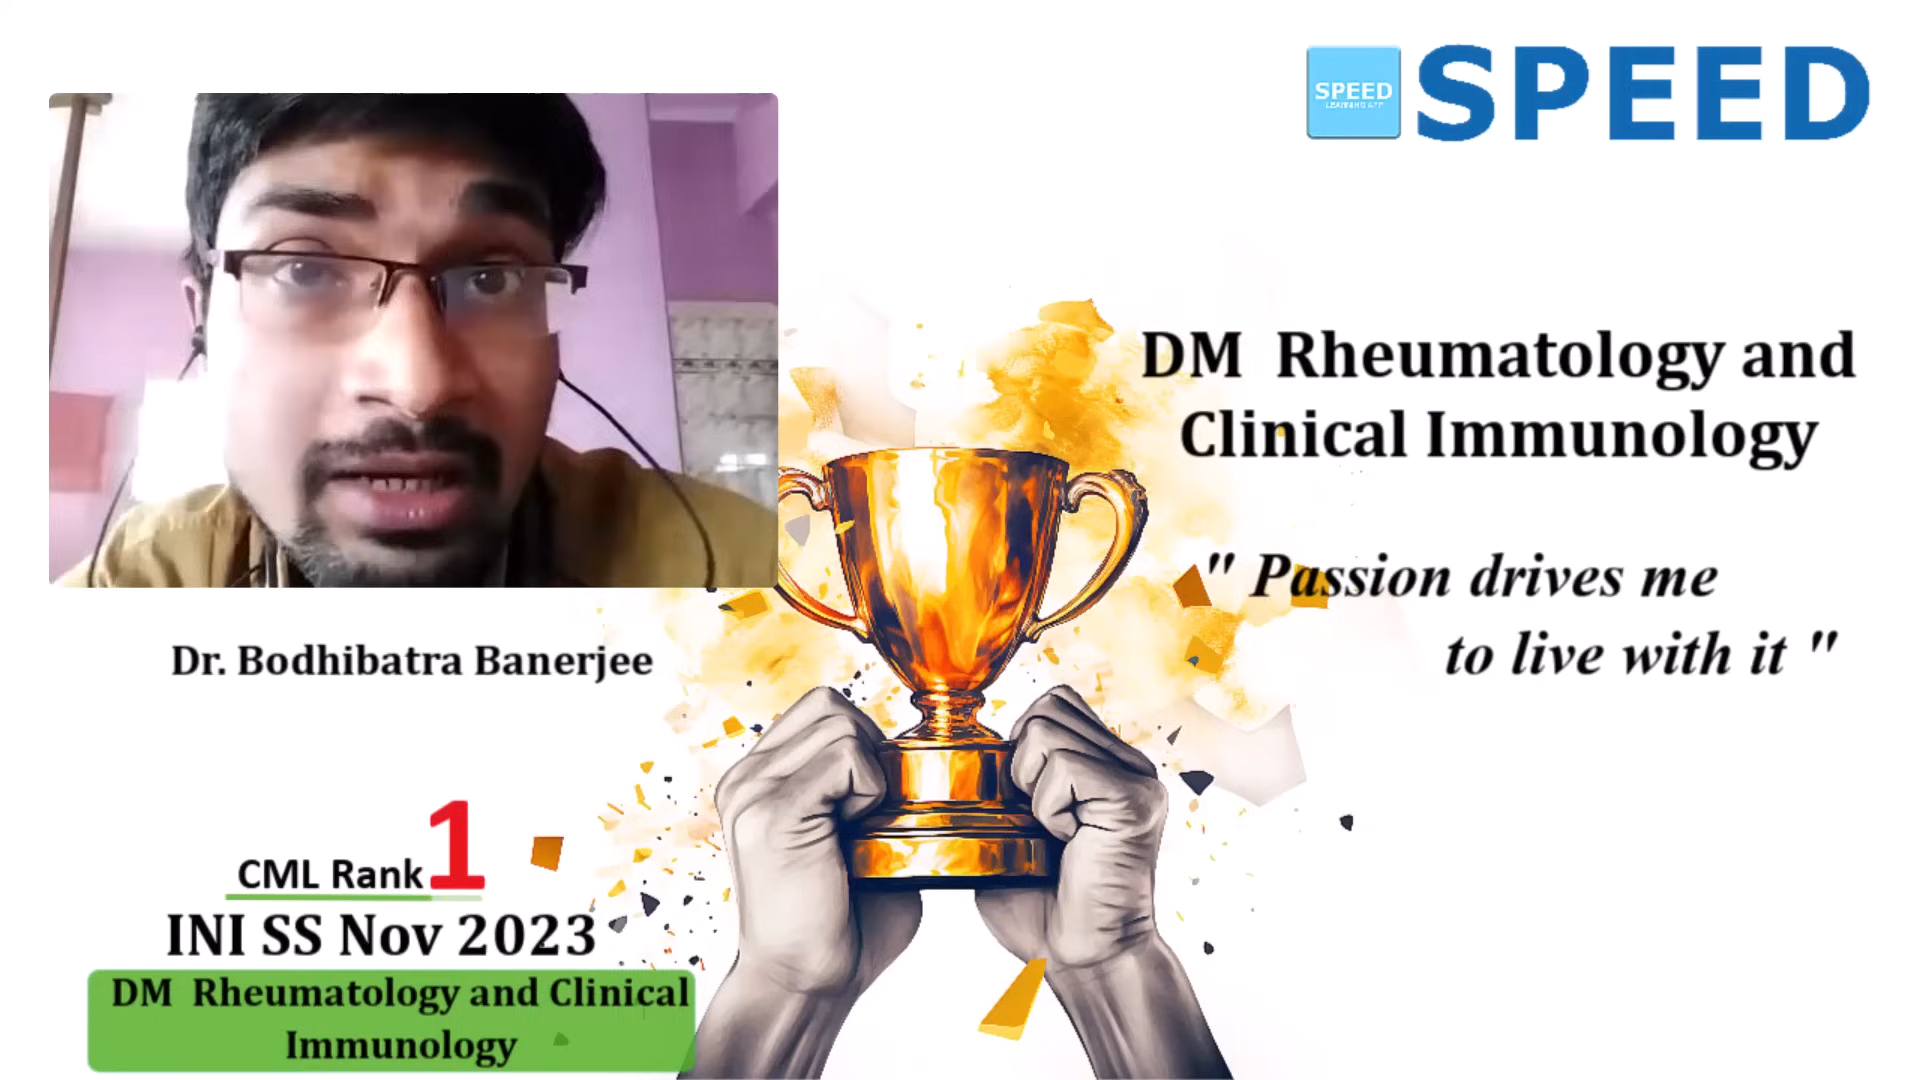 SPEED
LEARNING APP
SPEED
DM Rheumatology and
Clinical Immunology
" Passion drives me
to live with it "
Dr. Bodhibatra Banerjee
CML Rank 1
INI SS Nov 2023
DM Rheumatology and Clinical
Immunology